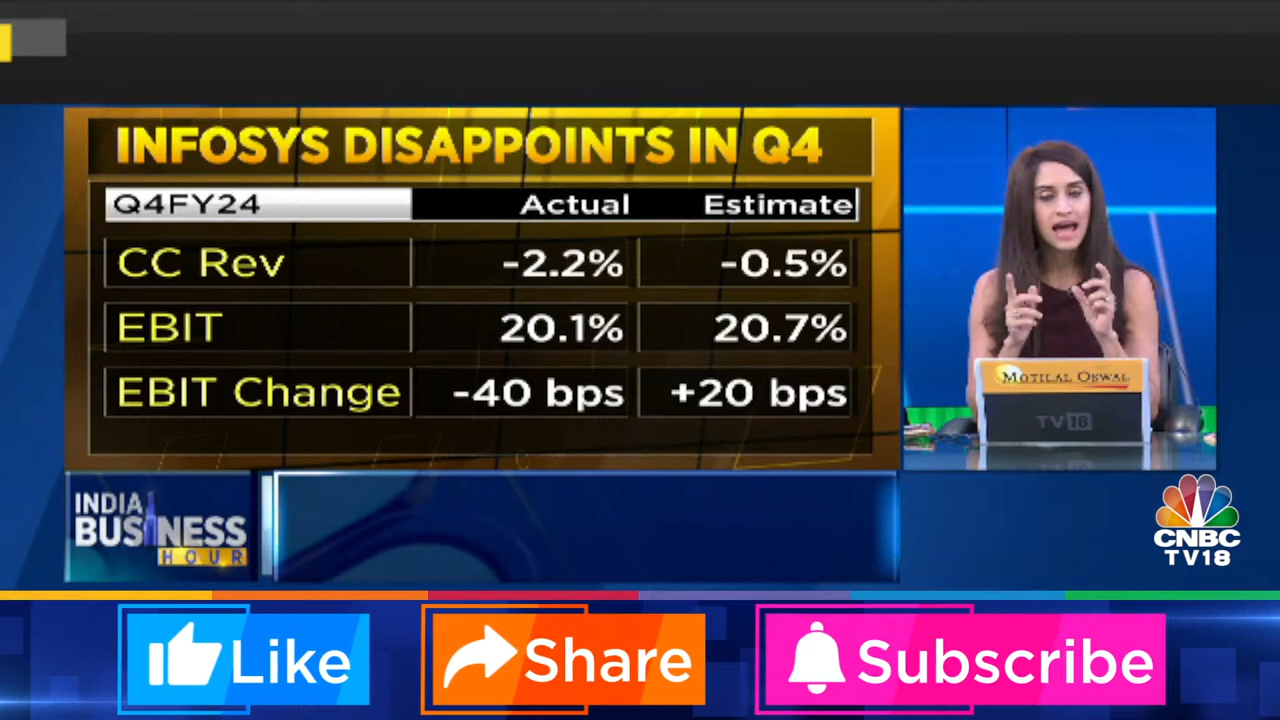 INFOSYS DISAPPOINTS IN Q4
Q4FY24 Actual Estimate
CC Rev -2.2% -0.5%
EBIT 20.1% 20.7%
EBIT Change -40 bps +20 bps
MOTILAL OSWAL
TV18
INDIA
BUSINESS
HOUR
CNBC
TV18
Like Share Subscribe